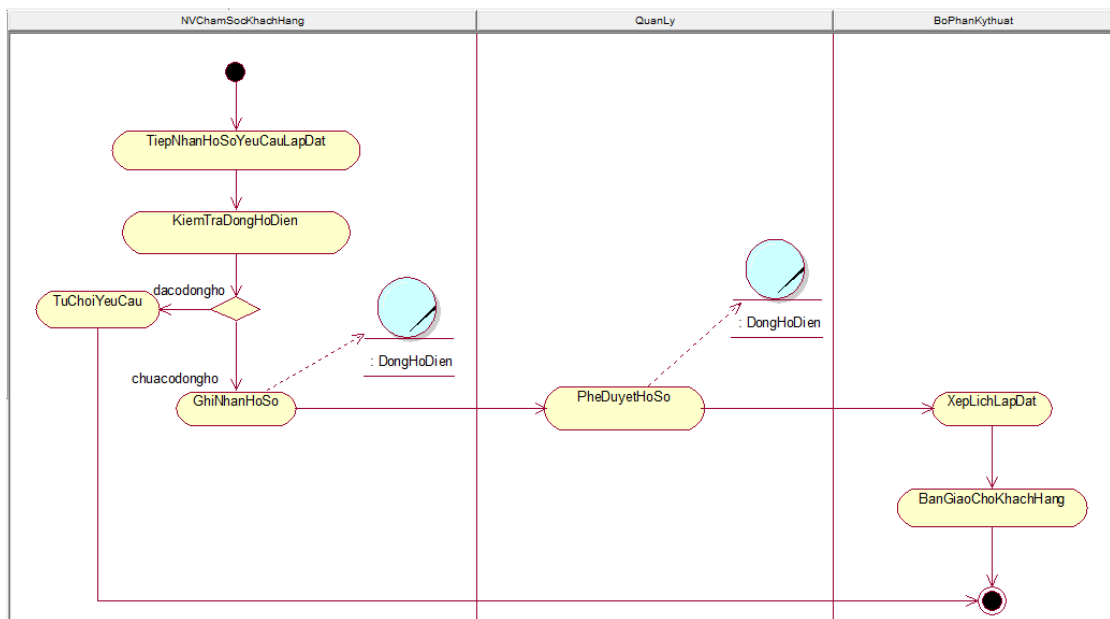 NVChamSocKhachHang
QuanLy
BoPhanKythuat
TiepNhanHoSoYeuCauLapDat
KiemTraDongHoDien
dacodongho
TuChoiYeuCau
: DongHoDien
: DongHoDien
chuacodongho
GhiNhanHoSo
PheDuyetHoSo
XepLichLapDat
BanGiaoChoKhachHang